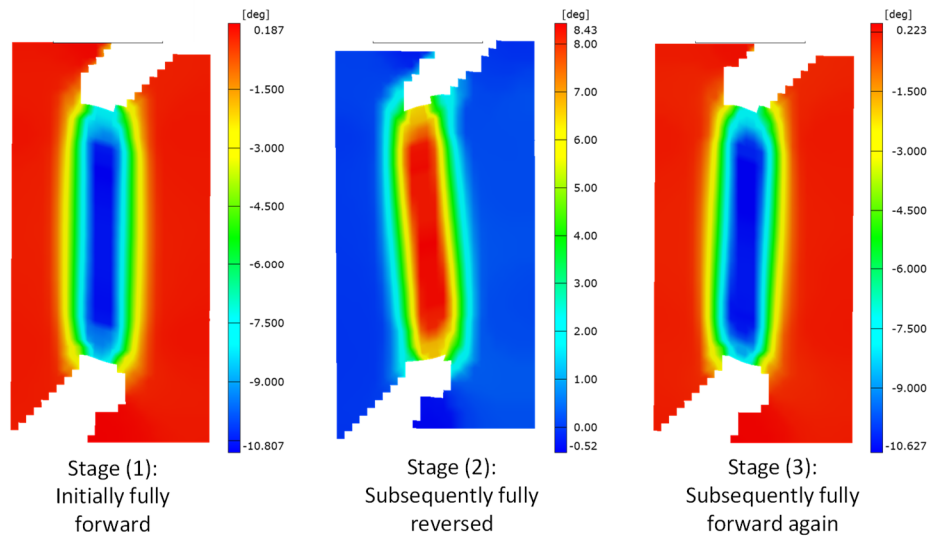 [deg]
0.187
-1.500
-3.000
-4.500
-6.000
-7.500
-9.000
-10.807
Stage (1):
Initially fully
forward
[deg]
8.43
8.00
7.00
6.00
5.00
4.00
3.00
2.00
1.00
0.00
-0.52
Stage (2):
Subsequently fully
reversed
[deg]
0.223
-1.500
-3.000
-4.500
-6.000
-7.500
-9.000
-10.627
Stage (3):
Subsequently fully
forward again